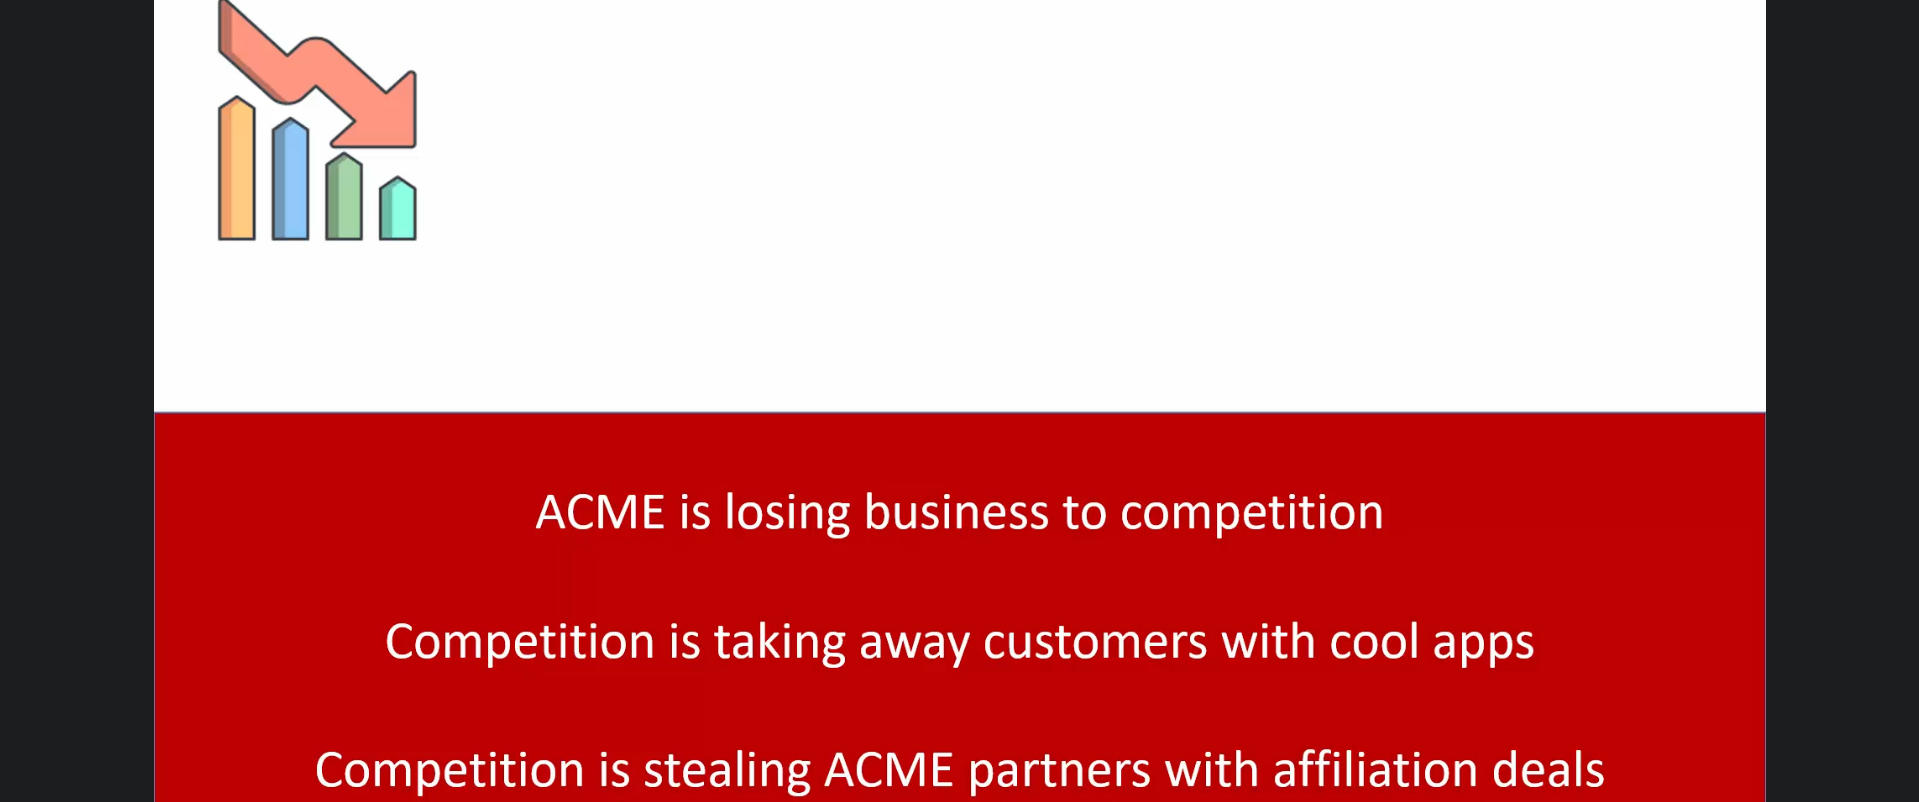 ACME is losing business to competition
Competition is taking away customers with cool apps
Competition is stealing ACME partners with affiliation deals